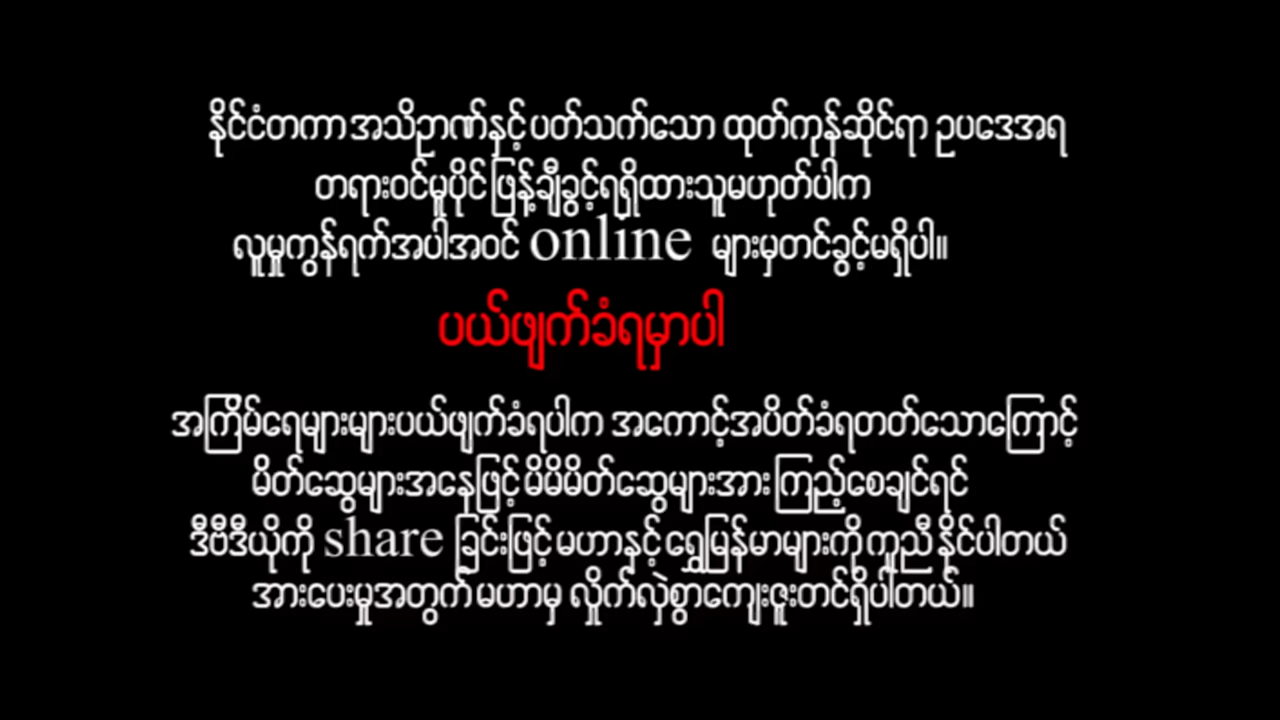 နိုင်ငံတကာအသိဉာဏ်နှင့်ပတ်သက်သော ထုတ်ကုန်ဆိုင်ရာ ဥပဒေအရ
တရားဝင်မူပိုင်ဖြန့်ချီခွင့်ရရှိထားသူမဟုတ်ပါက
လူမှုကွန်ရက်အပါအဝင် online များမှတင်ခွင့်မရှိပါ။
ပယ်ဖျက်ခံရမှာပါ
အကြိမ်ရေများများပယ်ဖျက်ခံရပါက အကောင့်အပိတ်ခံရတတ်သောကြောင့်
မိတ်ဆွေများအနေဖြင့်မိမိမိတ်ဆွေများအားကြည့်စေချင်ရင်
ဒီဗီဒီယိုကို share ခြင်းဖြင့်မဟာနှင့်ရွှေမြန်မာများကိုကူညီနိုင်ပါတယ်
အားပေးမှုအတွက်မဟာမှ လှိုက်လှဲစွာကျေးဇူးတင်ရှိပါတယ်။